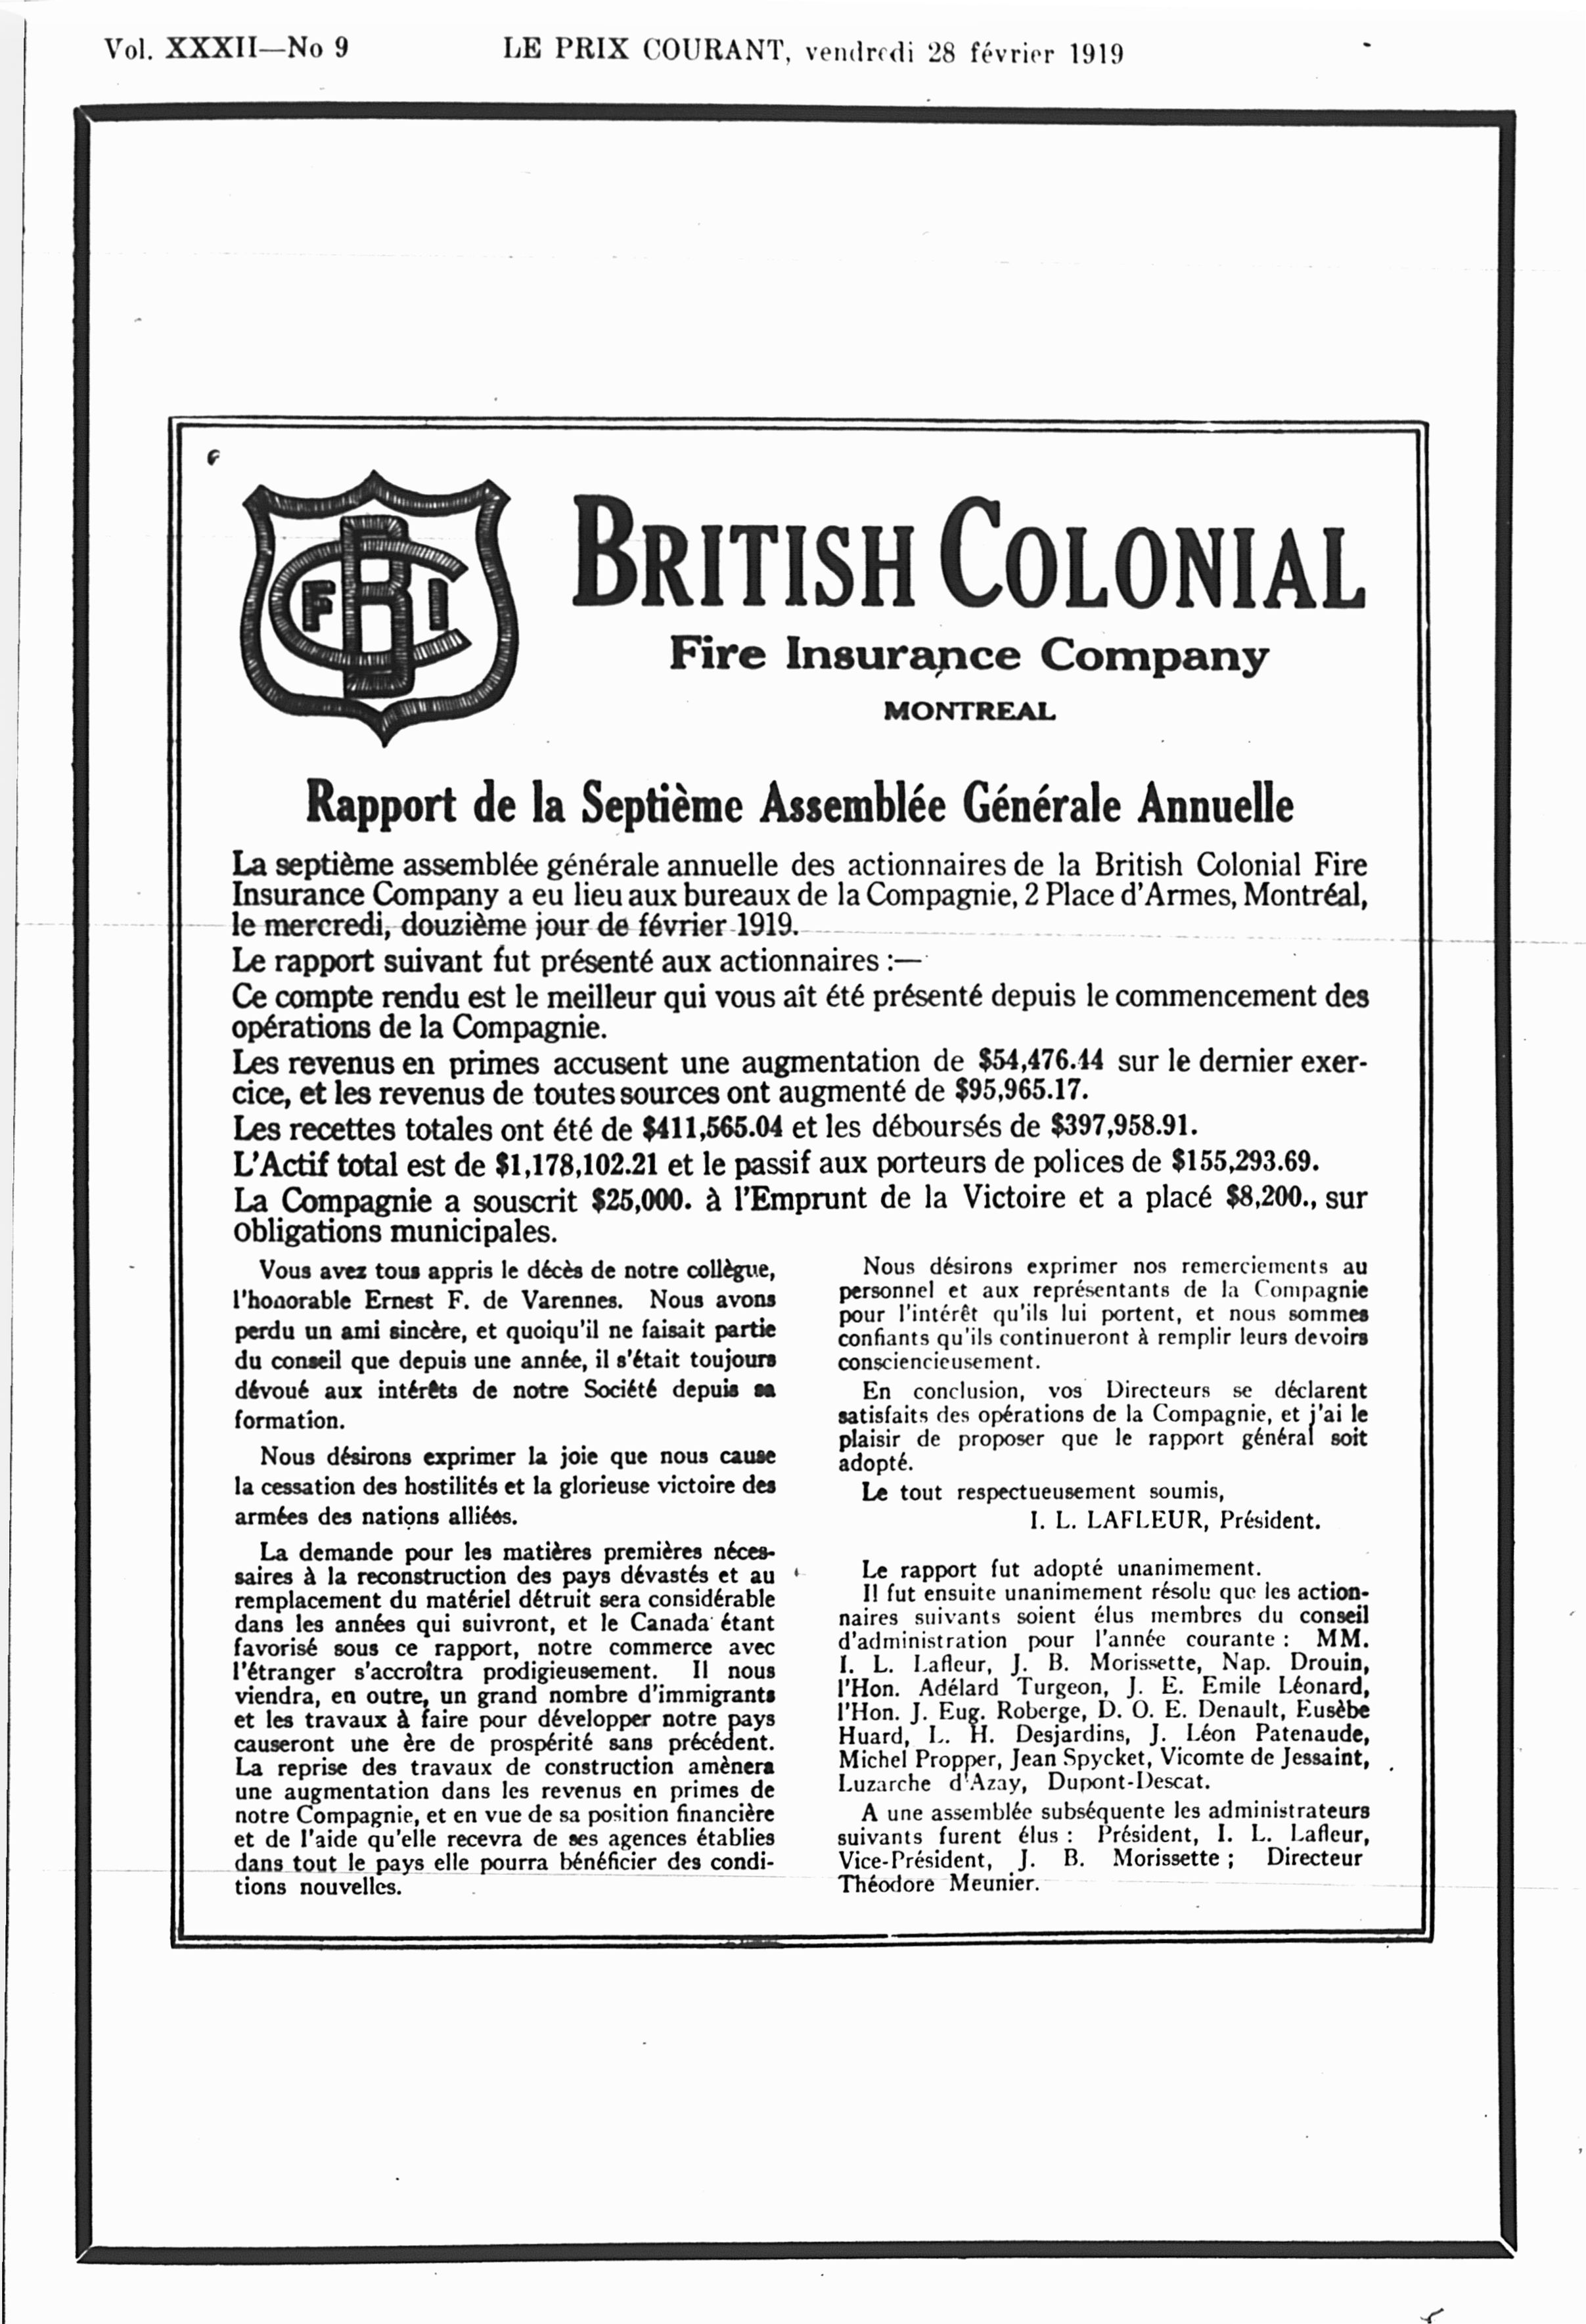 Vol. XXXII—No 9
LE PRIX COURANT, vendredi 28 février 1919
F B C I
BRITISH COLONIAL
Fire Insurance Company
MONTREAL
Rapport de la Septième Assemblée Générale Annuelle
La septième assemblée générale annuelle des actionnaires de la British Colonial Fire
Insurance Company a eu lieu aux bureaux de la Compagnie, 2 Place d'Armes, Montréal,
le mercredi, douzième jour de février 1919.
Le rapport suivant fut présenté aux actionnaires :—
Ce compte rendu est le meilleur qui vous aît été présenté depuis le commencement des
opérations de la Compagnie.
Les revenus en primes accusent une augmentation de $54,476.44 sur le dernier exer-
cice, et les revenus de toutes sources ont augmenté de $95,965.17.
Les recettes totales ont été de $411,565.04 et les déboursés de $397,958.91.
L'Actif total est de $1,178,102.21 et le passif aux porteurs de polices de $155,293.69.
La Compagnie a souscrit $25,000. à l'Emprunt de la Victoire et a placé $8,200., sur
obligations municipales.
Vous avez tous appris le décès de notre collègue,
l'honorable Ernest F. de Varennes. Nous avons
perdu un ami sincère, et quoiqu'il ne faisait partie
du conseil que depuis une année, il s'était toujours
dévoué aux intérêts de notre Société depuis sa
formation.
Nous désirons exprimer la joie que nous cause
la cessation des hostilités et la glorieuse victoire des
armées des nations alliées.
La demande pour les matières premières néces-
saires à la reconstruction des pays dévastés et au
remplacement du matériel détruit sera considérable
dans les années qui suivront, et le Canada étant
favorisé sous ce rapport, notre commerce avec
l'étranger s'accroîtra prodigieusement. Il nous
viendra, en outre, un grand nombre d'immigrants
et les travaux à faire pour développer notre pays
causeront une ère de prospérité sans précédent.
La reprise des travaux de construction amènera
une augmentation dans les revenus en primes de
notre Compagnie, et en vue de sa position financière
et de l'aide qu'elle recevra de ses agences établies
dans tout le pays elle pourra bénéficier des condi-
tions nouvelles.
Nous désirons exprimer nos remerciements au
personnel et aux représentants de la Compagnie
pour l'intérêt qu'ils lui portent, et nous sommes
confiants qu'ils continueront à remplir leurs devoirs
consciencieusement.
En conclusion, vos Directeurs se déclarent
satisfaits des opérations de la Compagnie, et j'ai le
plaisir de proposer que le rapport général soit
adopté.
Le tout respectueusement soumis,
I. L. LAFLEUR, Président.
Le rapport fut adopté unanimement.
Il fut ensuite unanimement résolu que les action-
naires suivants soient élus membres du conseil
d'administration pour l'année courante : MM.
I. L. Lafleur, J. B. Morissette, Nap. Drouin,
l'Hon. Adélard Turgeon, J. E. Emile Léonard,
l'Hon. J. Eug. Roberge, D. O. E. Denault, Eusèbe
Huard, L. H. Desjardins, J. Léon Patenaude,
Michel Propper, Jean Spycket, Vicomte de Jessaint,
Luzarche d'Azay, Dupont-Descat.
A une assemblée subséquente les administrateurs
suivants furent élus : Président, I. L. Lafleur,
Vice-Président, J. B. Morissette ; Directeur
Théodore Meunier.